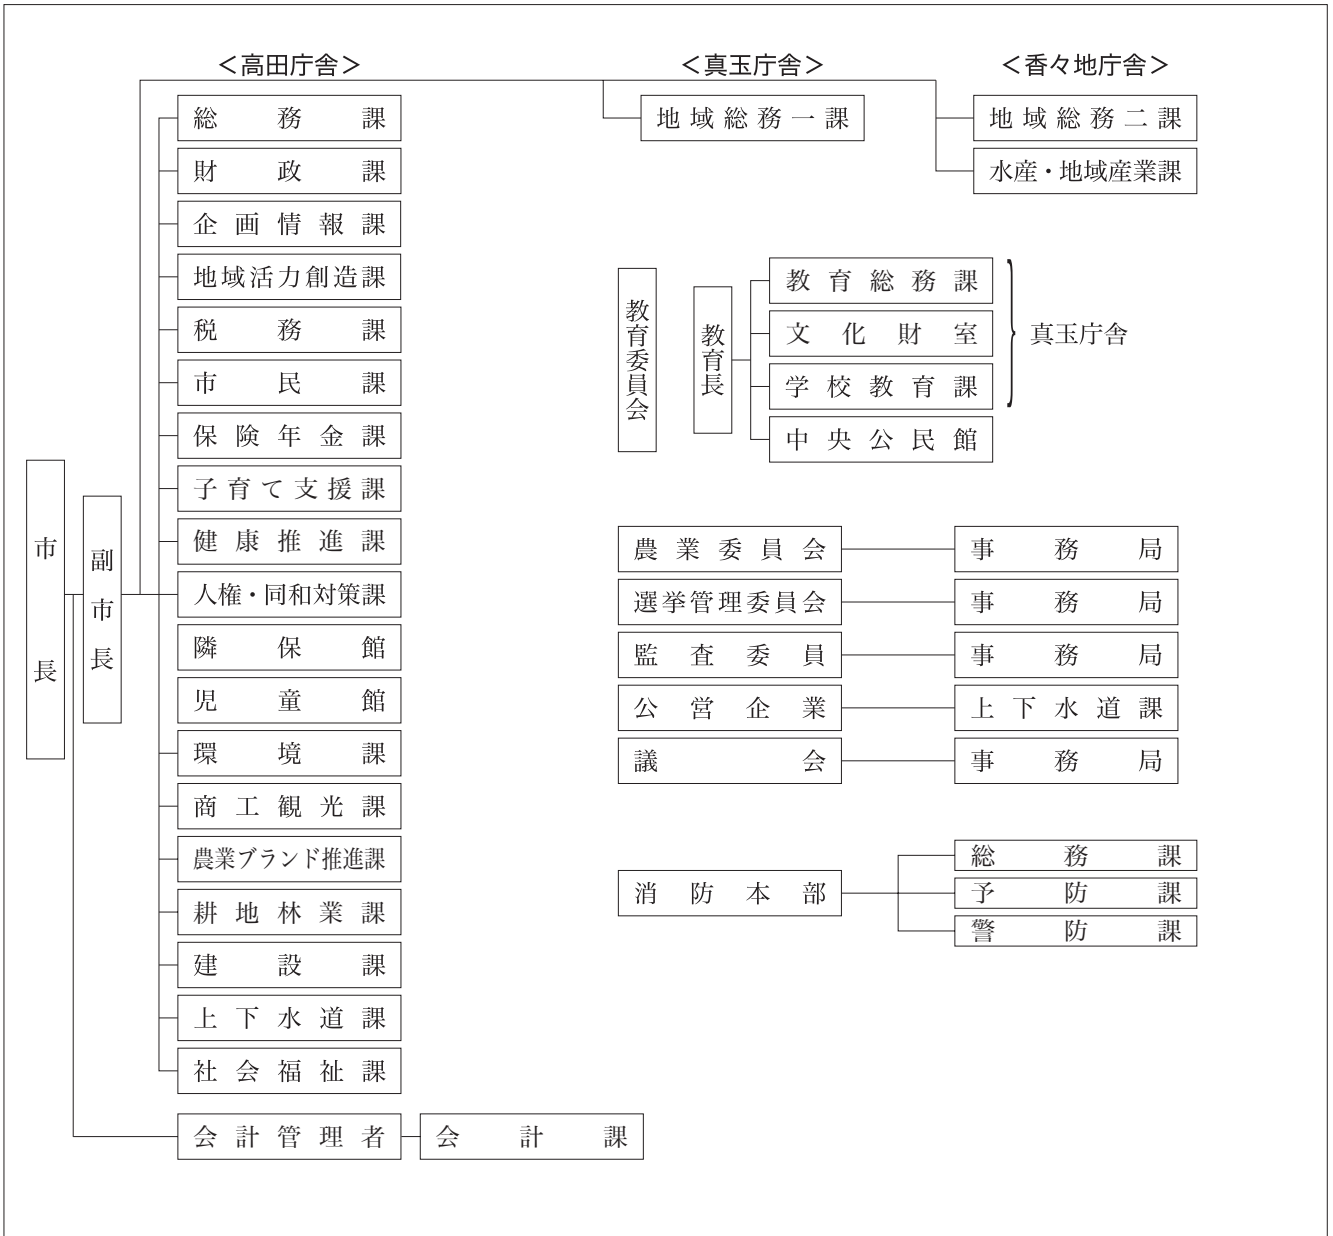 ＜高田庁舎＞
＜真玉庁舎＞
＜香々地庁舎＞
市長
副市長
総務課
財政課
企画情報課
地域活力創造課
税務課
市民課
保険年金課
子育て支援課
健康推進課
人権・同和対策課
隣保館
児童館
環境課
商工観光課
農業ブランド推進課
耕地林業課
建設課
上下水道課
社会福祉課
会計管理者
会計課
地域総務一課
地域総務二課
水産・地域産業課
教育委員会
教育長
教育総務課
文化財室
学校教育課
中央公民館
真玉庁舎
農業委員会
事務局
選挙管理委員会
事務局
監査委員
事務局
公営企業
上下水道課
議会
事務局
消防本部
総務課
予防課
警防課